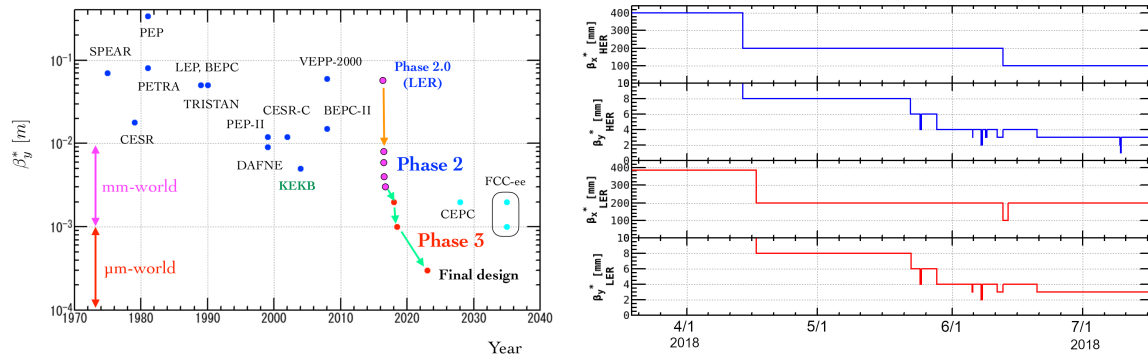 PEP
SPEAR
10⁻¹
LEP, BEPC
VEPP-2000
Phase 2.0
(LER)
PETRA
TRISTAN
CESR-C
BEPC-II
PEP-II
CESR
10⁻²
DAFNE
Phase 2
mm-world
KEKB
FCC-ee
CEPC
10⁻³
Phase 3
μm-world
Final design
10⁻⁴
β*y [m]
1970 1980 1990 2000 2010 2020 2030 2040
Year
βx* HER [mm]
400
300
200
100
10
βy* HER [mm]
8
6
4
2
0
βx* LER [mm]
400
300
200
100
10
βy* LER [mm]
8
6
4
2
0
4/1 5/1 6/1 7/1
2018 2018